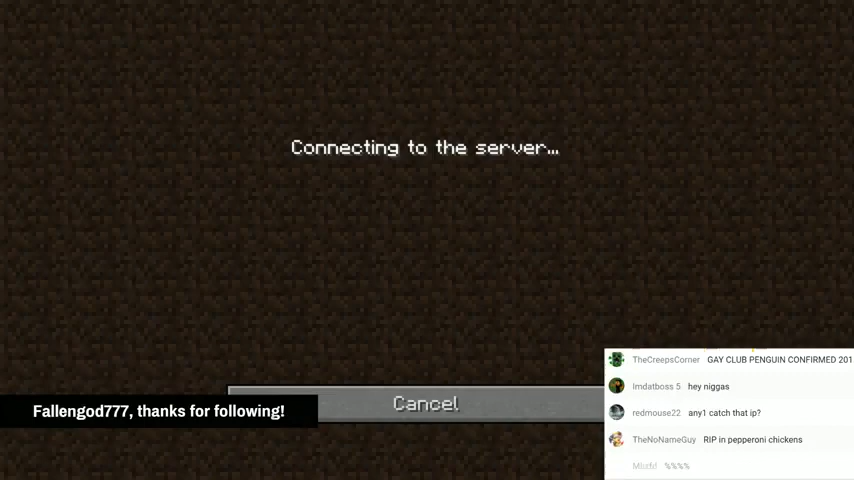 Connecting to the server...
Cancel
Fallengod777, thanks for following!
TheCreepsCorner GAY CLUB PENGUIN CONFIRMED 201
Imdatboss 5 hey niggas
redmouse22 any1 catch that ip?
TheNoNameGuy RIP in pepperoni chickens
%%%%